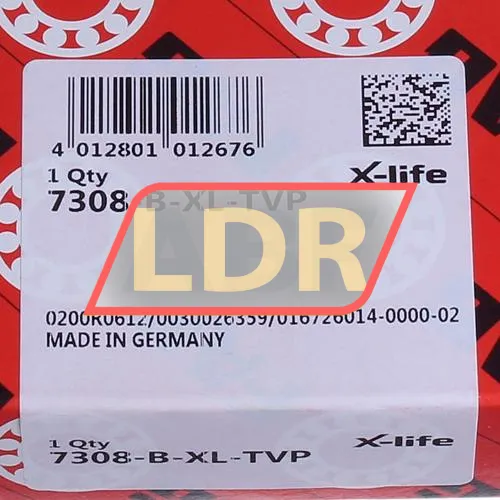 4 012801 012676
1 Qty
X-life
7308-B-XL-TVP
LDR
0200R0612/0030026359/016726014-0000-02
MADE IN GERMANY
1 Qty
X-life
7308-B-XL-TVP